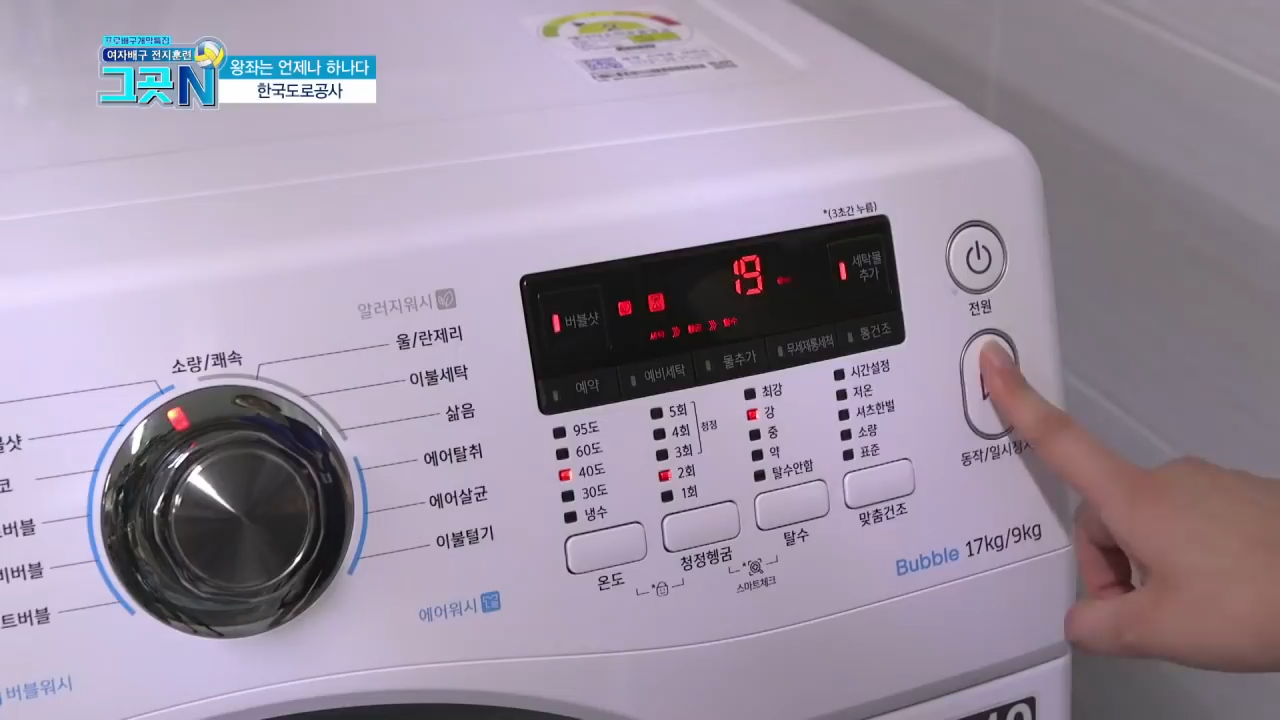 프로배구개막특집
여자배구 전지훈련
그곳N
왕좌는 언제나 하나다
한국도로공사
*(3초간 누름)
알러지워시
소량/쾌속
울/란제리
이불세탁
삶음
에어탈취
에어살균
이불털기
에어워시
버블워시
버블샷
19
세탁물
추가
세탁
헹굼
탈수
예약
예비세탁
물추가
무세제통세척
통건조
95도
60도
40도
30도
냉수
온도
5회
4회
3회
청정
2회
1회
청정헹굼
최강
강
중
약
탈수안함
탈수
스마트체크
시간설정
저온
셔츠한벌
소량
표준
맞춤건조
전원
동작/일시정지
Bubble 17kg/9kg